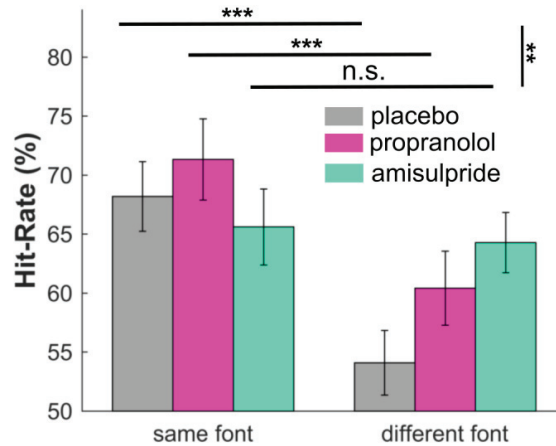 ***
80
***
**
n.s.
75
placebo
propranolol
70
amisulpride
65
60
55
50
Hit-Rate (%)
same font
different font